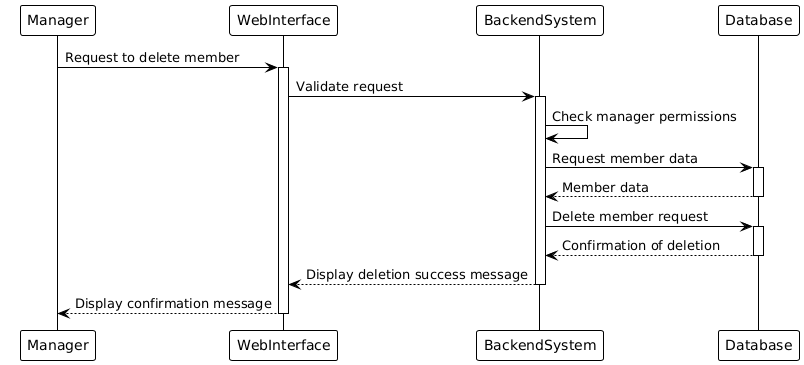 Manager WebInterface BackendSystem Database
Request to delete member
Validate request
Check manager permissions
Request member data
Member data
Delete member request
Confirmation of deletion
Display deletion success message
Display confirmation message
Manager WebInterface BackendSystem Database